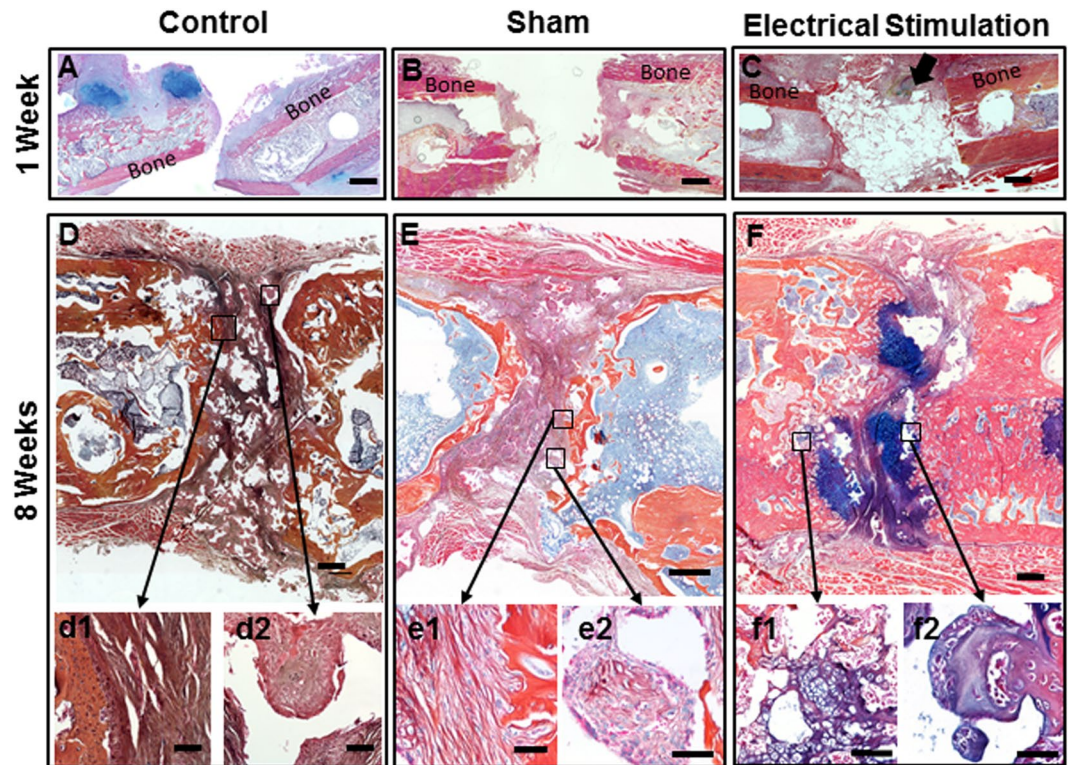 Control Sham Electrical Stimulation
1 Week
A Bone Bone
B Bone Bone
C Bone Bone
8 Weeks
D E F
d1 d2 e1 e2 f1 f2